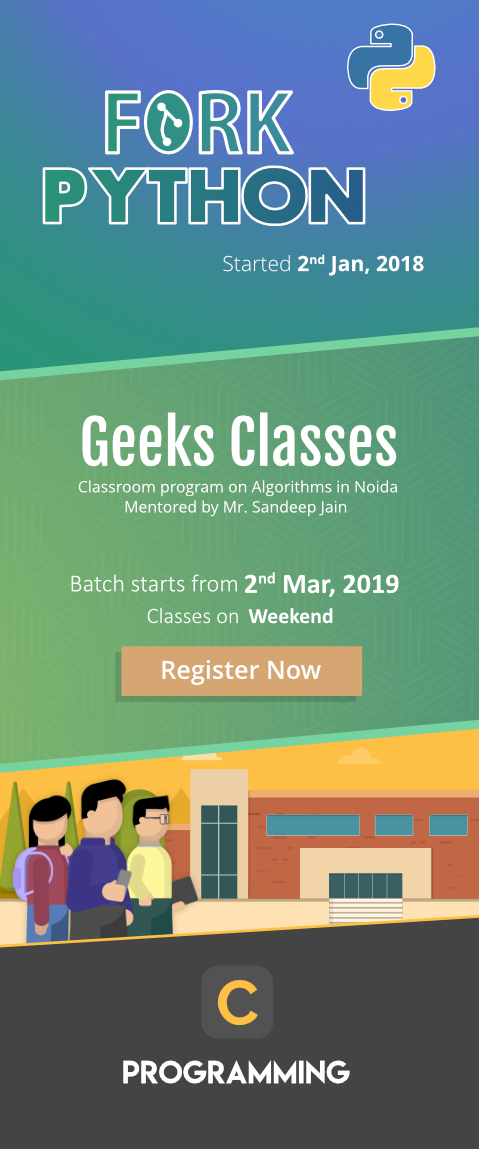 FORK
PYTHON
Started 2nd Jan, 2018
Geeks Classes
Classroom program on Algorithms in Noida
Mentored by Mr. Sandeep Jain
Batch starts from 2nd Mar, 2019
Classes on Weekend
Register Now
C
PROGRAMMING